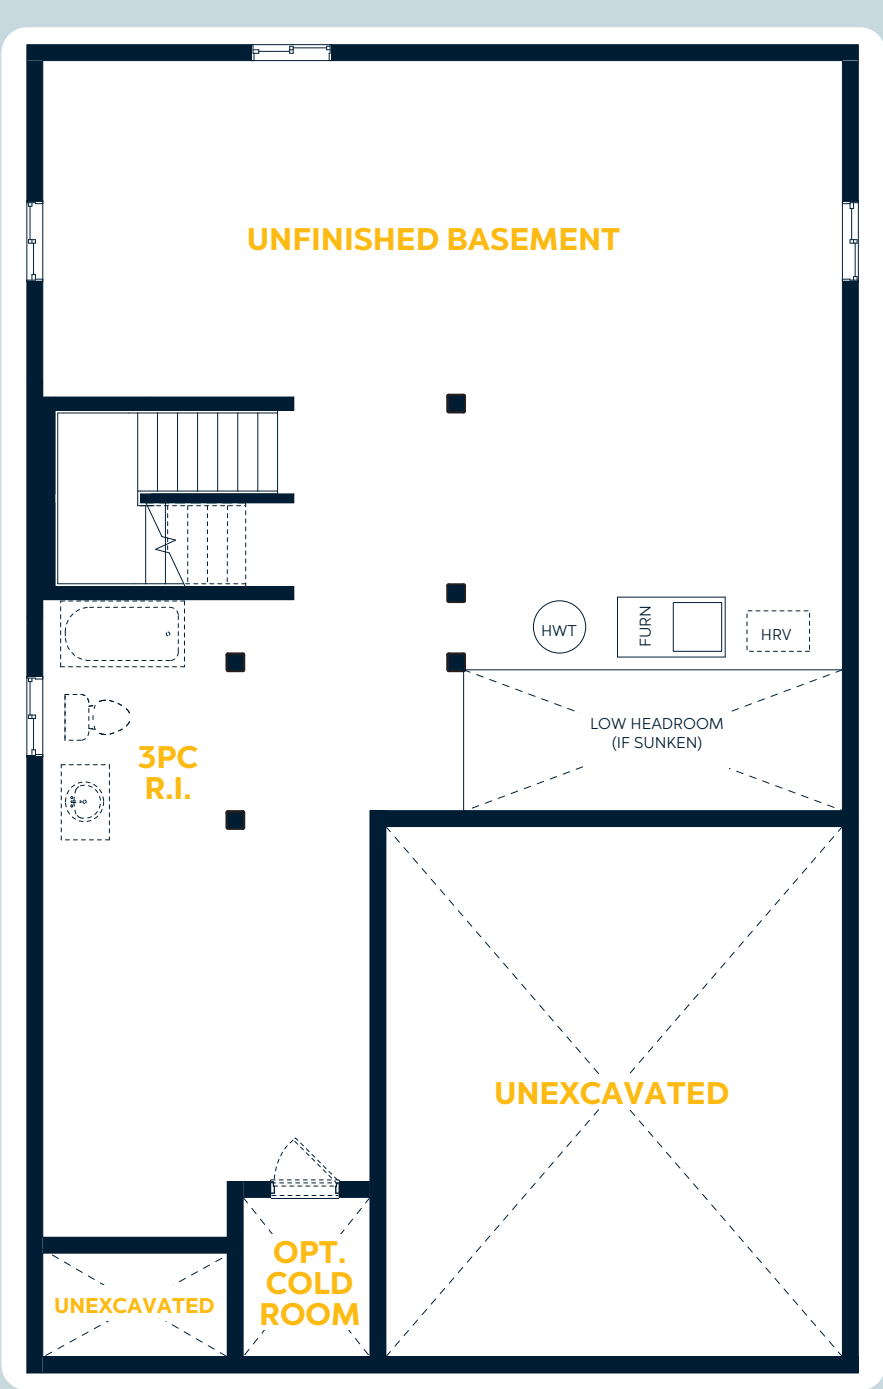 UNFINISHED BASEMENT
HWT
FURN
HRV
LOW HEADROOM
(IF SUNKEN)
3PC
R.I.
UNEXCAVATED
OPT.
COLD
ROOM
UNEXCAVATED